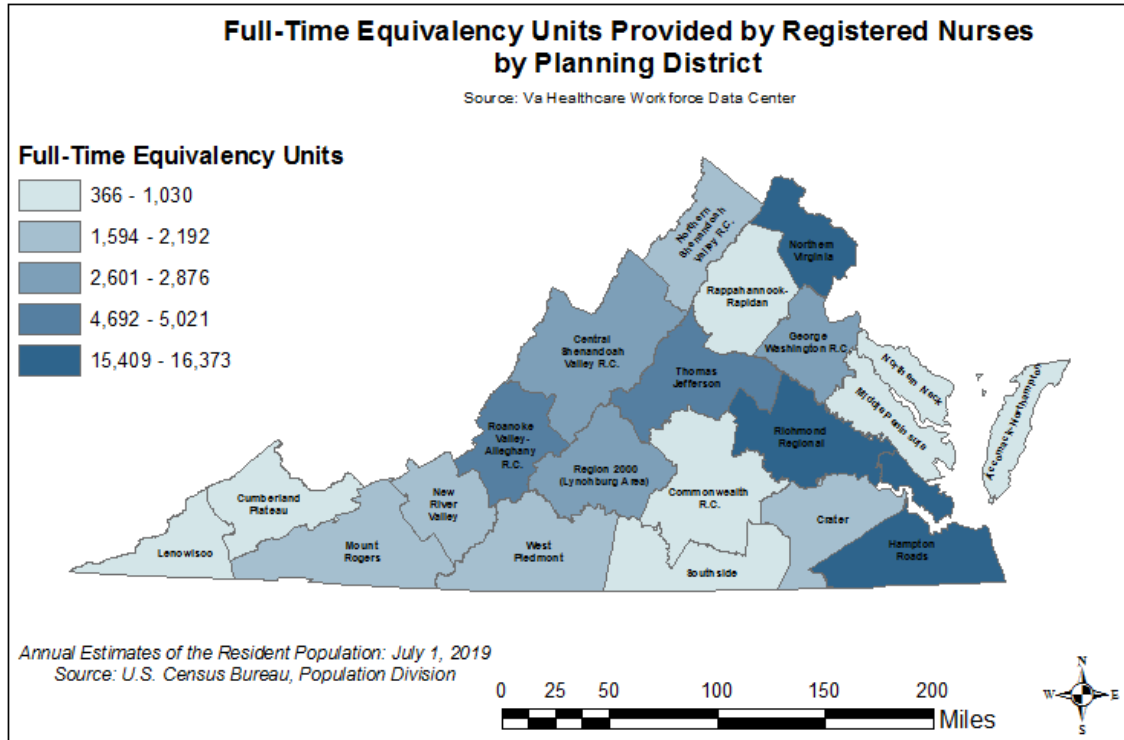 Full-Time Equivalency Units Provided by Registered Nurses
by Planning District
Source: Va Healthcare Workforce Data Center
Full-Time Equivalency Units
366 - 1,030
1,594 - 2,192
2,601 - 2,876
4,692 - 5,021
15,409 - 16,373
Northern
Shenandoah
Valley R.C.
Northern
Virginia
Rappahannock-
Rapidan
George
Washington R.C.
Central
Shenandoah
Valley R.C.
Thomas
Jefferson
Northern Neck
Middle Peninsula
Accomack-Northampton
Richmond
Regional
Roanoke
Valley-
Alleghany
R.C.
Region 2000
(Lynchburg Area)
Commonwealth
R.C.
Cumberland
Plateau
New
River
Valley
Crater
Lenowisco
Mount
Rogers
West
Piedmont
Southside
Hampton
Roads
Annual Estimates of the Resident Population: July 1, 2019
Source: U.S. Census Bureau, Population Division
0 25 50 100 150 200
Miles
N
W E
S